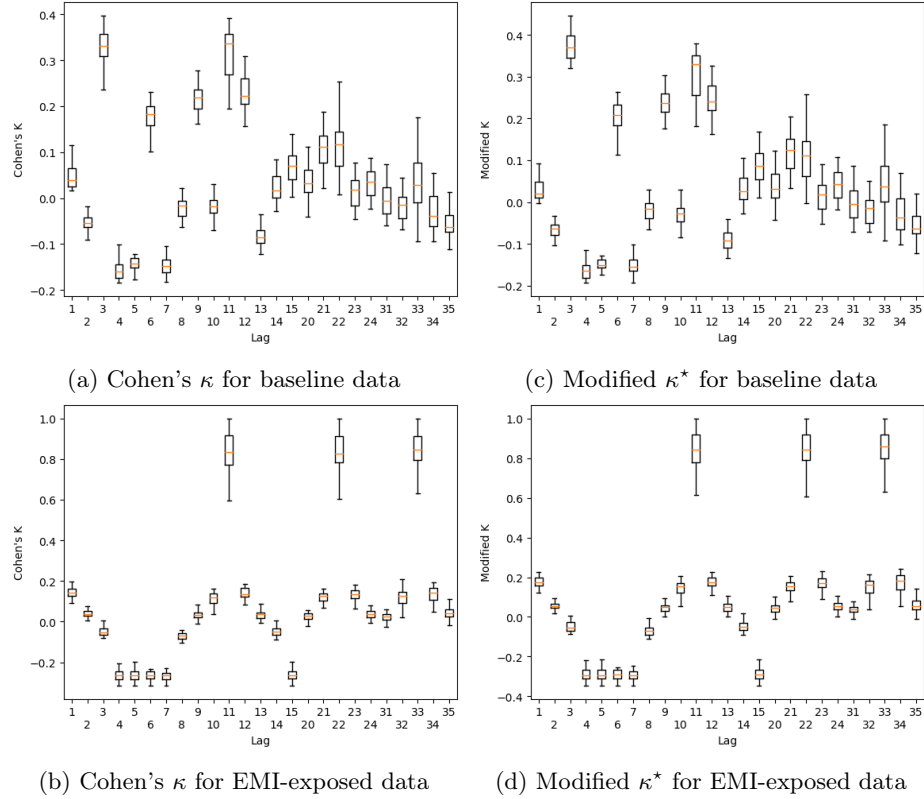 0.4
0.3
0.2
0.1
0.0
−0.1
−0.2
Cohen's K
1 3 5 7 9 11 13 15 21 23 31 33 35
2 4 6 8 10 12 14 20 22 24 32 34
Lag
(a) Cohen's κ for baseline data
0.4
0.3
0.2
0.1
0.0
−0.1
−0.2
Modified K
1 3 5 7 9 11 13 15 21 23 31 33 35
2 4 6 8 10 12 14 20 22 24 32 34
Lag
(c) Modified κ⋆ for baseline data
1.0
0.8
0.6
0.4
0.2
0.0
−0.2
Cohen's K
1 3 5 7 9 11 13 15 21 23 31 33 35
2 4 6 8 10 12 14 20 22 24 32 34
Lag
(b) Cohen's κ for EMI-exposed data
1.0
0.8
0.6
0.4
0.2
0.0
−0.2
−0.4
Modified K
1 3 5 7 9 11 13 15 21 23 31 33 35
2 4 6 8 10 12 14 20 22 24 32 34
Lag
(d) Modified κ⋆ for EMI-exposed data